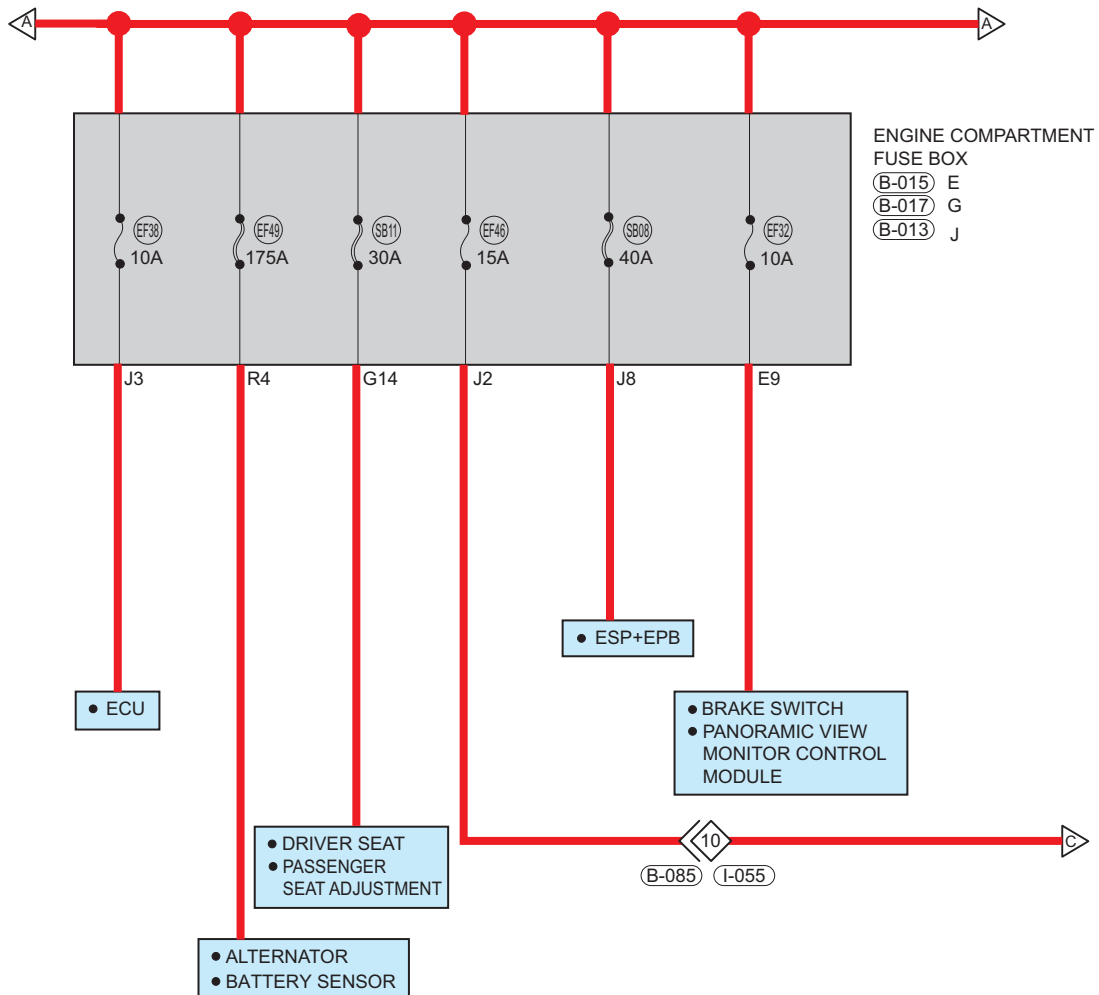 A
A
ENGINE COMPARTMENT
FUSE BOX
B-015 E
B-017 G
B-013 J
EF38
10A
EF49
175A
SB11
30A
EF46
15A
SB08
40A
EF32
10A
J3
R4
G14
J2
J8
E9
• ESP+EPB
• ECU
• BRAKE SWITCH
• PANORAMIC VIEW
MONITOR CONTROL
MODULE
• DRIVER SEAT
• PASSENGER
SEAT ADJUSTMENT
10
C
B-085 I-055
• ALTERNATOR
• BATTERY SENSOR